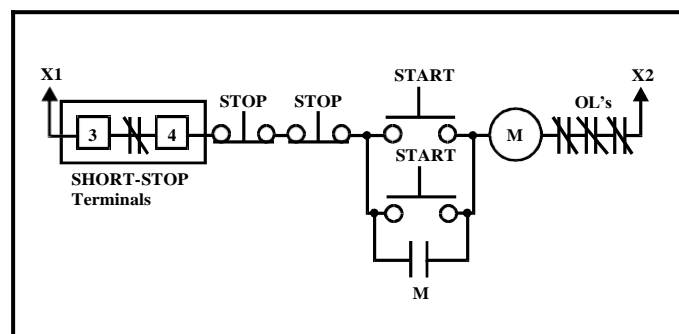 X1
X2
START
OL's
STOP
STOP
3
4
M
START
SHORT-STOP
Terminals
M